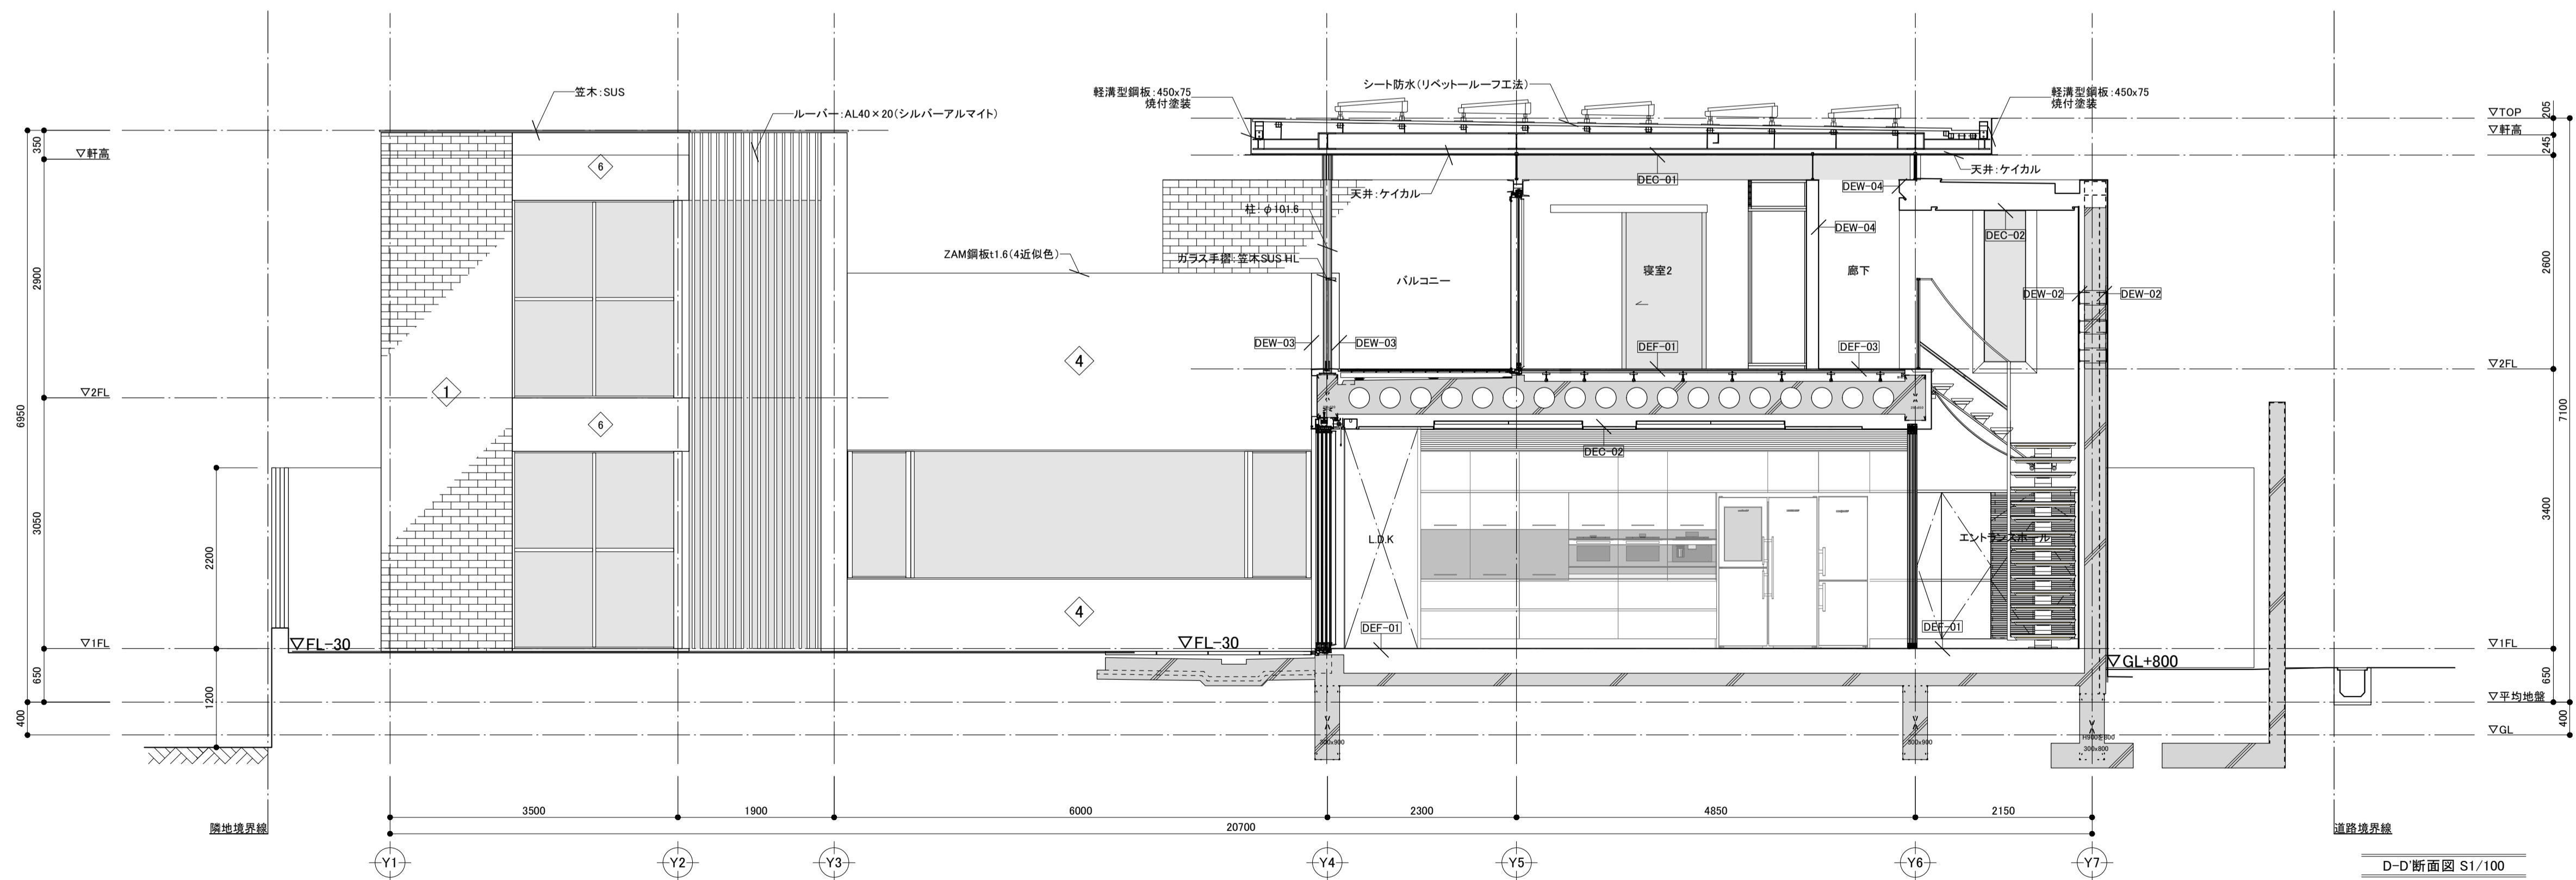 笠木：SUS
ルーバー：AL40×20（シルバーアルマイト）
軽溝型鋼板：450x75
焼付塗装
シート防水（リベットールーフ工法）
軽溝型鋼板：450x75
焼付塗装
▽TOP
205
▽軒高
245
350
▽軒高
6
DEC-01
天井：ケイカル
天井：ケイカル
DEW-04
柱：φ101.6
DEW-04
DEC-02
ZAM鋼板t1.6（4近似色）
ガラス手摺：笠木SUS HL
バルコニー
寝室2
廊下
2900
2600
DEW-02
DEW-02
DEW-03
DEW-03
DEF-01
DEF-03
4
1
▽2FL
▽2FL
6950
7100
6
DEC-02
3050
2200
3400
L.D.K
エントランスホール
4
DEF-01
DEF-01
▽1FL
▽FL-30
▽FL-30
▽1FL
▽GL+800
650
1200
650
▽平均地盤
400
400
▽GL
300x900
300x900
300x800
3500
1900
6000
2300
4850
2150
20700
隣地境界線
道路境界線
Y1
Y2
Y3
Y4
Y5
Y6
Y7
D-D'断面図 S1/100